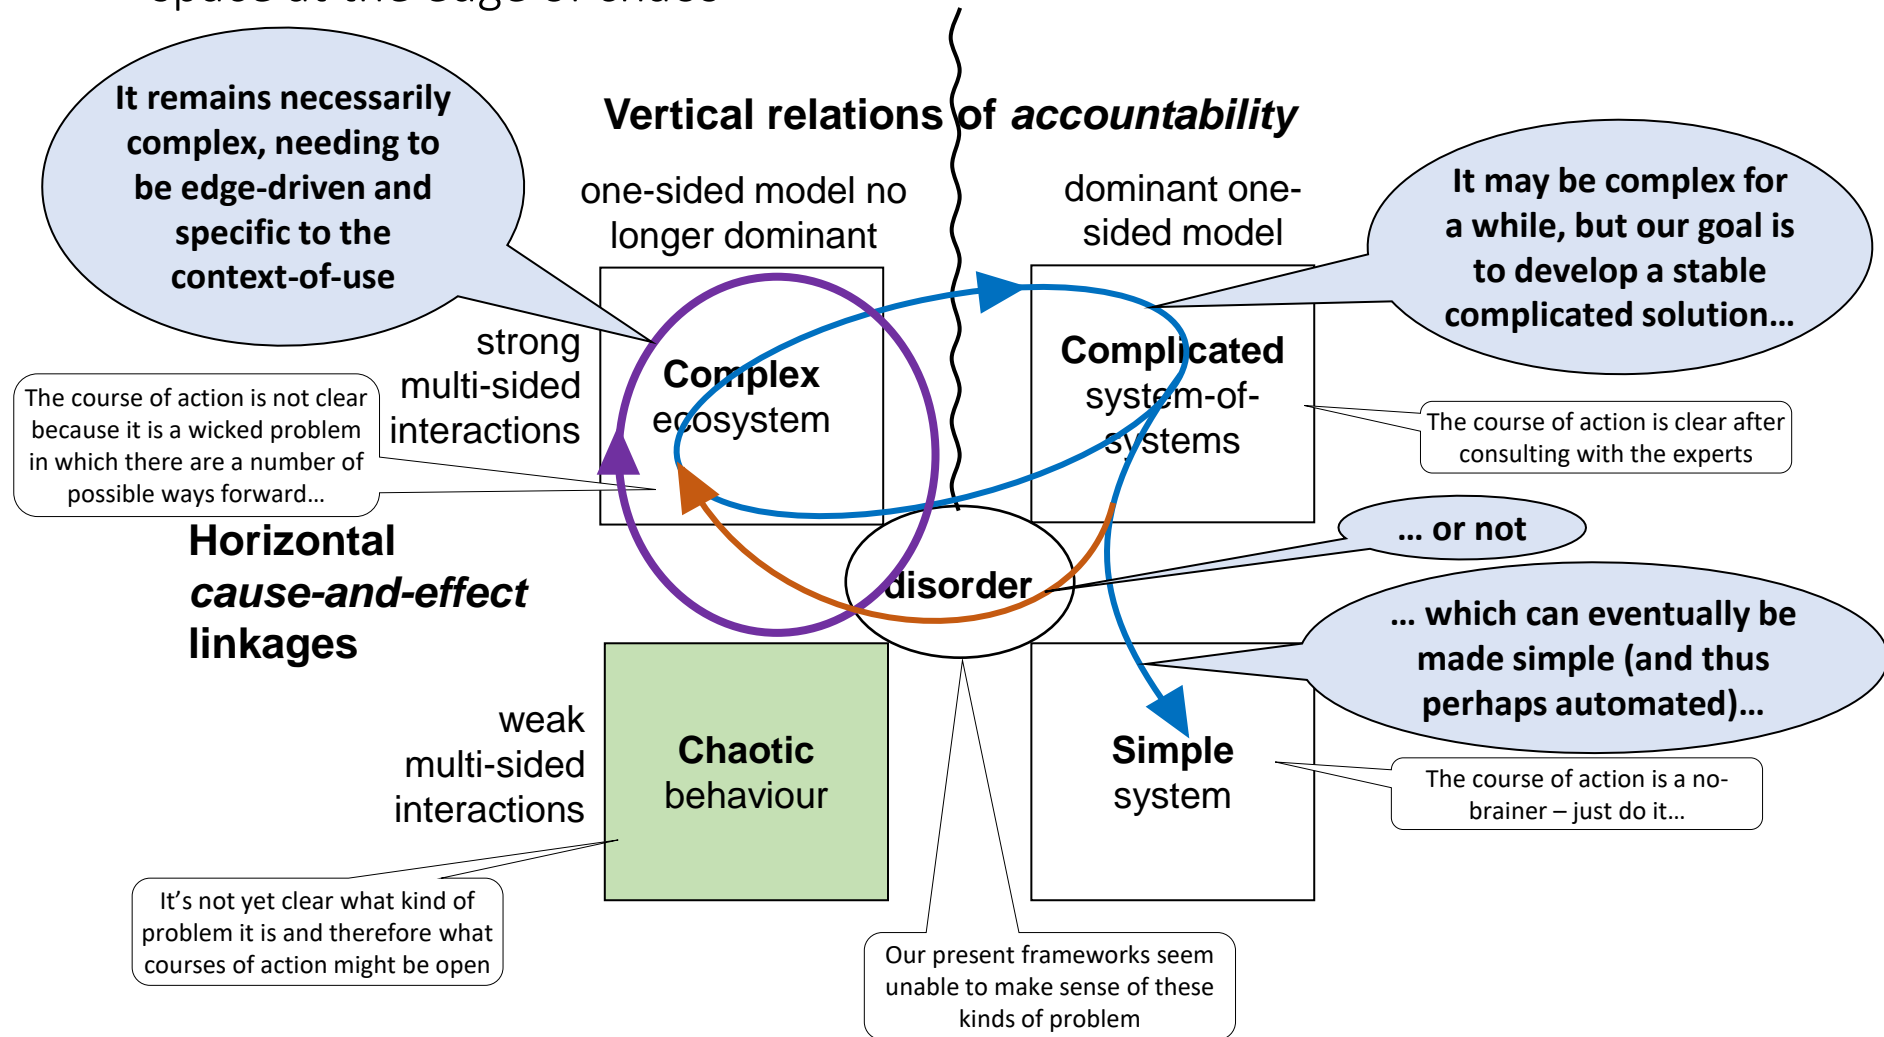 space at the edge of chaos
It remains necessarily
complex, needing to
be edge-driven and
specific to the
context-of-use
Vertical relations of accountability
one-sided model no
longer dominant
dominant one-
sided model
It may be complex for
a while, but our goal is
to develop a stable
complicated solution…
strong
multi-sided
interactions
Complex
ecosystem
Complicated
system-of-
systems
The course of action is not clear
because it is a wicked problem
in which there are a number of
possible ways forward…
The course of action is clear after
consulting with the experts
Horizontal
cause-and-effect
linkages
… or not
disorder
… which can eventually be
made simple (and thus
perhaps automated)…
weak
multi-sided
interactions
Chaotic
behaviour
Simple
system
The course of action is a no-
brainer – just do it…
It’s not yet clear what kind of
problem it is and therefore what
courses of action might be open
Our present frameworks seem
unable to make sense of these
kinds of problem